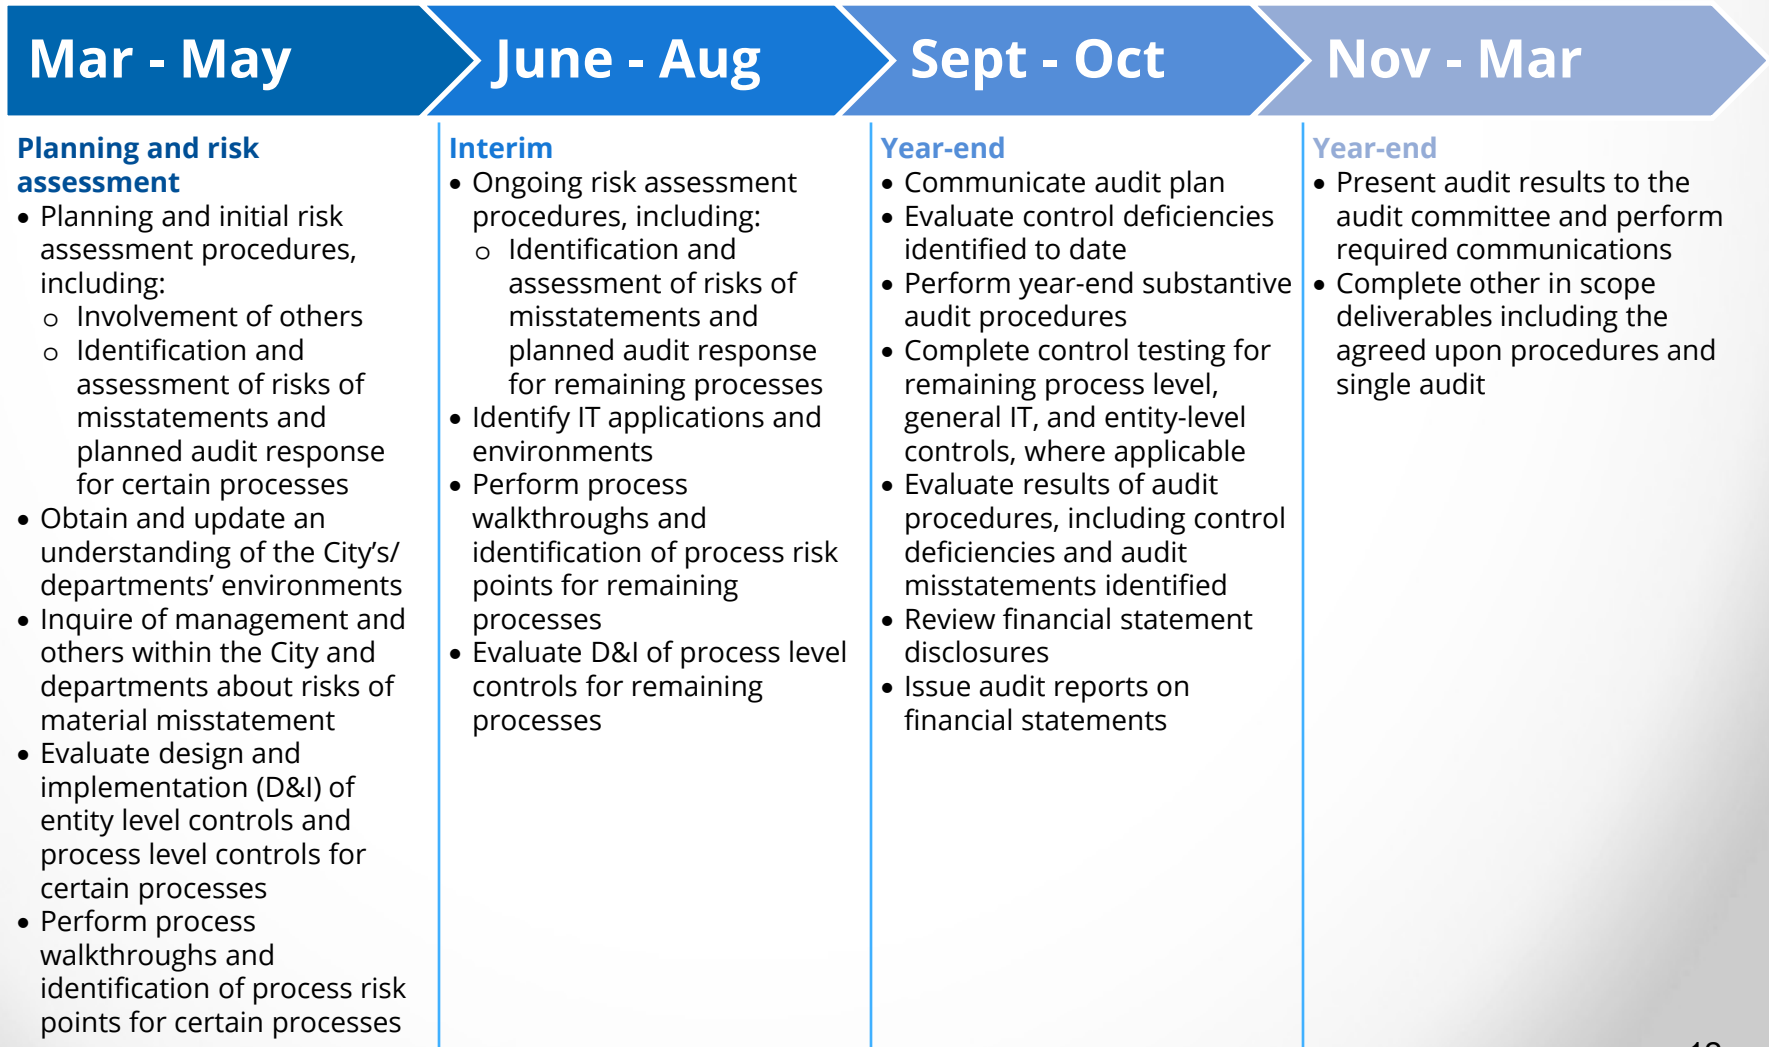 Mar - May
June - Aug
Sept - Oct
Nov - Mar
Planning and risk
assessment
• Planning and initial risk
assessment procedures,
including:
o Involvement of others
o Identification and
assessment of risks of
misstatements and
planned audit response
for certain processes
• Obtain and update an
understanding of the City’s/
departments’ environments
• Inquire of management and
others within the City and
departments about risks of
material misstatement
• Evaluate design and
implementation (D&I) of
entity level controls and
process level controls for
certain processes
• Perform process
walkthroughs and
identification of process risk
points for certain processes
Interim
• Ongoing risk assessment
procedures, including:
o Identification and
assessment of risks of
misstatements and
planned audit response
for remaining processes
• Identify IT applications and
environments
• Perform process
walkthroughs and
identification of process risk
points for remaining
processes
• Evaluate D&I of process level
controls for remaining
processes
Year-end
• Communicate audit plan
• Evaluate control deficiencies
identified to date
• Perform year-end substantive
audit procedures
• Complete control testing for
remaining process level,
general IT, and entity-level
controls, where applicable
• Evaluate results of audit
procedures, including control
deficiencies and audit
misstatements identified
• Review financial statement
disclosures
• Issue audit reports on
financial statements
Year-end
• Present audit results to the
audit committee and perform
required communications
• Complete other in scope
deliverables including the
agreed upon procedures and
single audit